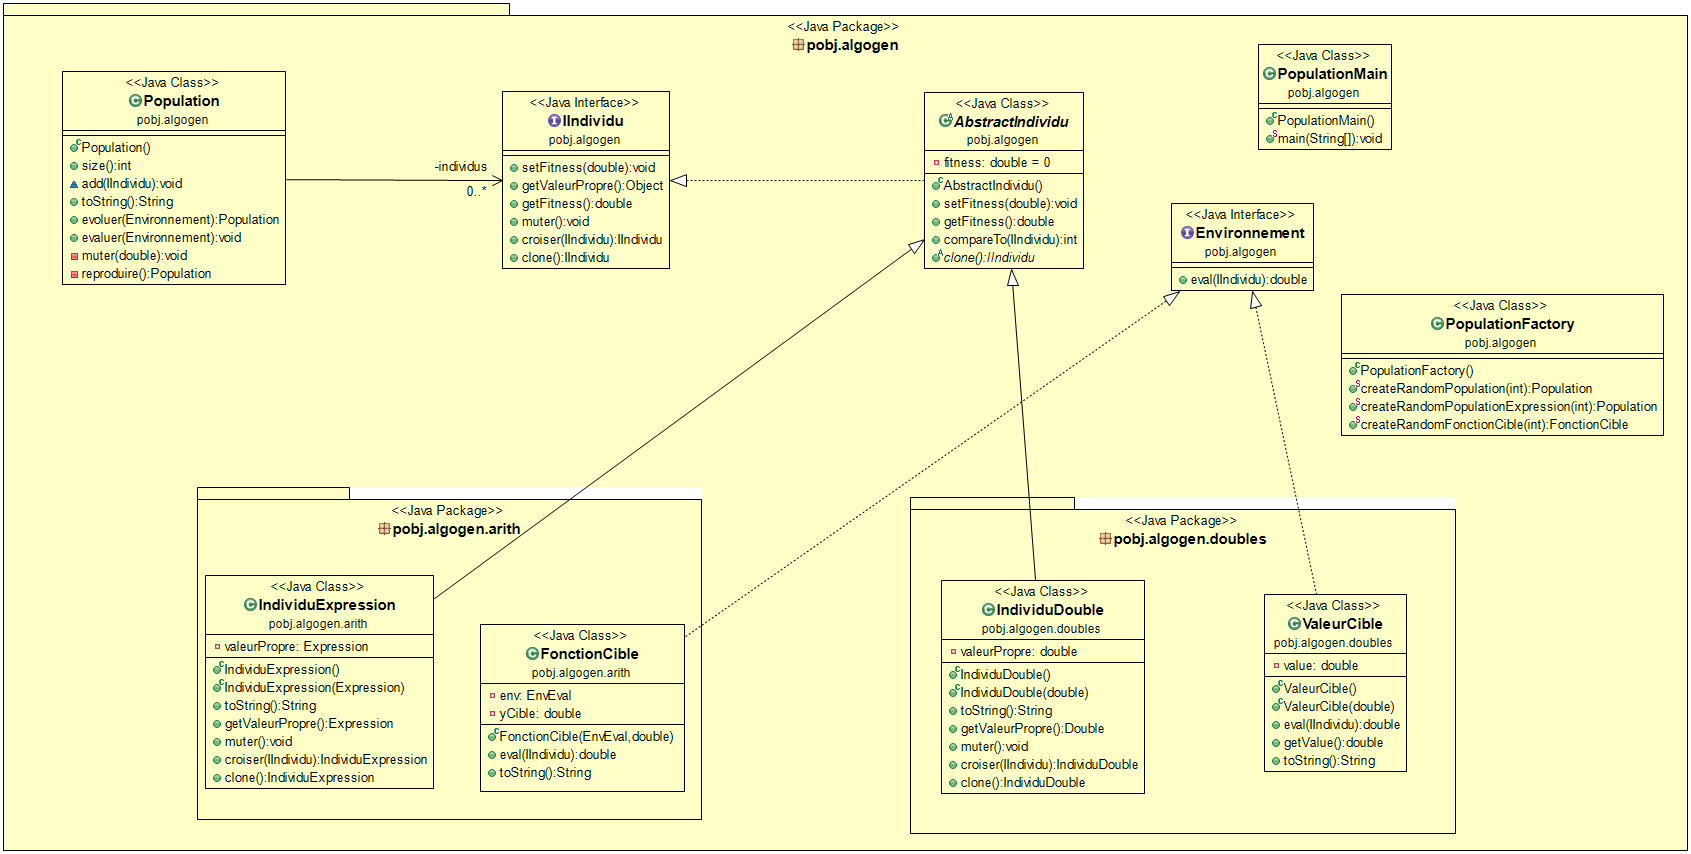 <<Java Package>>
pobj.algogen
<<Java Class>>
Population
pobj.algogen
Population()
size():int
add(IIndividu):void
toString():String
evoluer(Environnement):Population
evaluer(Environnement):void
muter(double):void
reproduire():Population
-individus
0..*
<<Java Interface>>
IIndividu
pobj.algogen
setFitness(double):void
getValeurPropre():Object
getFitness():double
muter():void
croiser(IIndividu):IIndividu
clone():IIndividu
<<Java Class>>
AbstractIndividu
pobj.algogen
fitness: double = 0
AbstractIndividu()
setFitness(double):void
getFitness():double
compareTo(IIndividu):int
clone():IIndividu
<<Java Class>>
PopulationMain
pobj.algogen
PopulationMain()
main(String[]):void
<<Java Interface>>
Environnement
pobj.algogen
eval(IIndividu):double
<<Java Class>>
PopulationFactory
pobj.algogen
PopulationFactory()
createRandomPopulation(int):Population
createRandomPopulationExpression(int):Population
createRandomFonctionCible(int):FonctionCible
<<Java Package>>
pobj.algogen.arith
<<Java Class>>
IndividuExpression
pobj.algogen.arith
valeurPropre: Expression
IndividuExpression()
IndividuExpression(Expression)
toString():String
getValeurPropre():Expression
muter():void
croiser(IIndividu):IndividuExpression
clone():IndividuExpression
<<Java Class>>
FonctionCible
pobj.algogen.arith
env: EnvEval
yCible: double
FonctionCible(EnvEval,double)
eval(IIndividu):double
toString():String
<<Java Package>>
pobj.algogen.doubles
<<Java Class>>
IndividuDouble
pobj.algogen.doubles
valeurPropre: double
IndividuDouble()
IndividuDouble(double)
toString():String
getValeurPropre():Double
muter():void
croiser(IIndividu):IndividuDouble
clone():IndividuDouble
<<Java Class>>
ValeurCible
pobj.algogen.doubles
value: double
ValeurCible()
ValeurCible(double)
eval(IIndividu):double
getValue():double
toString():String